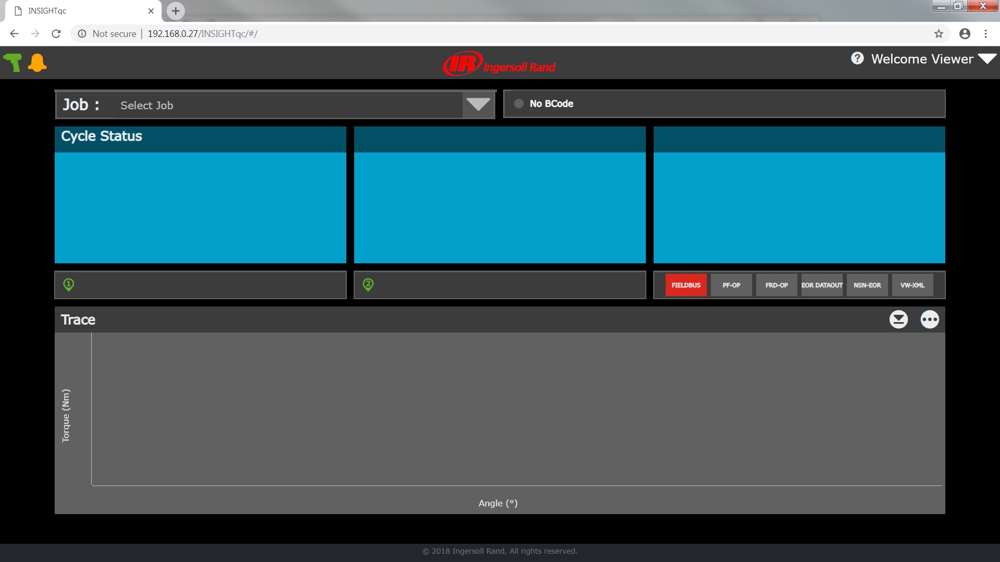 INSIGHTqc
Not secure | 192.168.0.27/INSIGHTqc/#/
IR Ingersoll Rand
? Welcome Viewer
Job : Select Job
No BCode
Cycle Status
1
2
FIELDBUS PF-OP FRD-OP EOR DATAOUT NSN-EOR VW-XML
Trace
Torque (Nm)
Angle (°)
© 2018 Ingersoll Rand, All rights reserved.